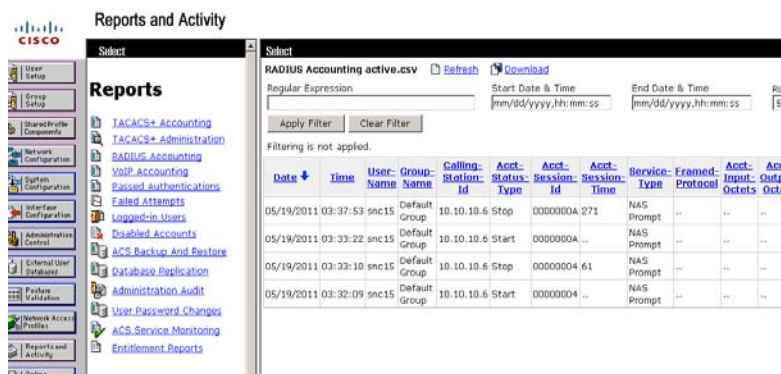 Reports and Activity
CISCO
Select
User Setup
Group Setup
Shared Profile Components
Network Configuration
System Configuration
Interface Configuration
Administration Control
External User Databases
Posture Validation
Network Access Profiles
Reports and Activity
Online
Reports
TACACS+ Accounting
TACACS+ Administration
RADIUS Accounting
VoIP Accounting
Passed Authentications
Failed Attempts
Logged-in Users
Disabled Accounts
ACS Backup And Restore
Database Replication
Administration Audit
User Password Changes
ACS Service Monitoring
Entitlement Reports
Select
RADIUS Accounting active.csv Refresh Download
Regular Expression Start Date & Time End Date & Time
mm/dd/yyyy,hh:mm:ss mm/dd/yyyy,hh:mm:ss
Apply Filter Clear Filter
Filtering is not applied.
Date Time User-Name Group-Name Calling-Station-Id Acct-Status-Type Acct-Session-Id Acct-Session-Time Service-Type Framed-Protocol Acct-Input-Octets
05/19/2011 03:37:53 snc15 Default Group 10.10.10.6 Stop 0000000A 271 NAS Prompt .. ..
05/19/2011 03:33:22 snc15 Default Group 10.10.10.6 Start 0000000A .. NAS Prompt .. ..
05/19/2011 03:33:10 snc15 Default Group 10.10.10.6 Stop 00000004 61 NAS Prompt .. ..
05/19/2011 03:32:09 snc15 Default Group 10.10.10.6 Start 00000004 .. NAS Prompt .. ..